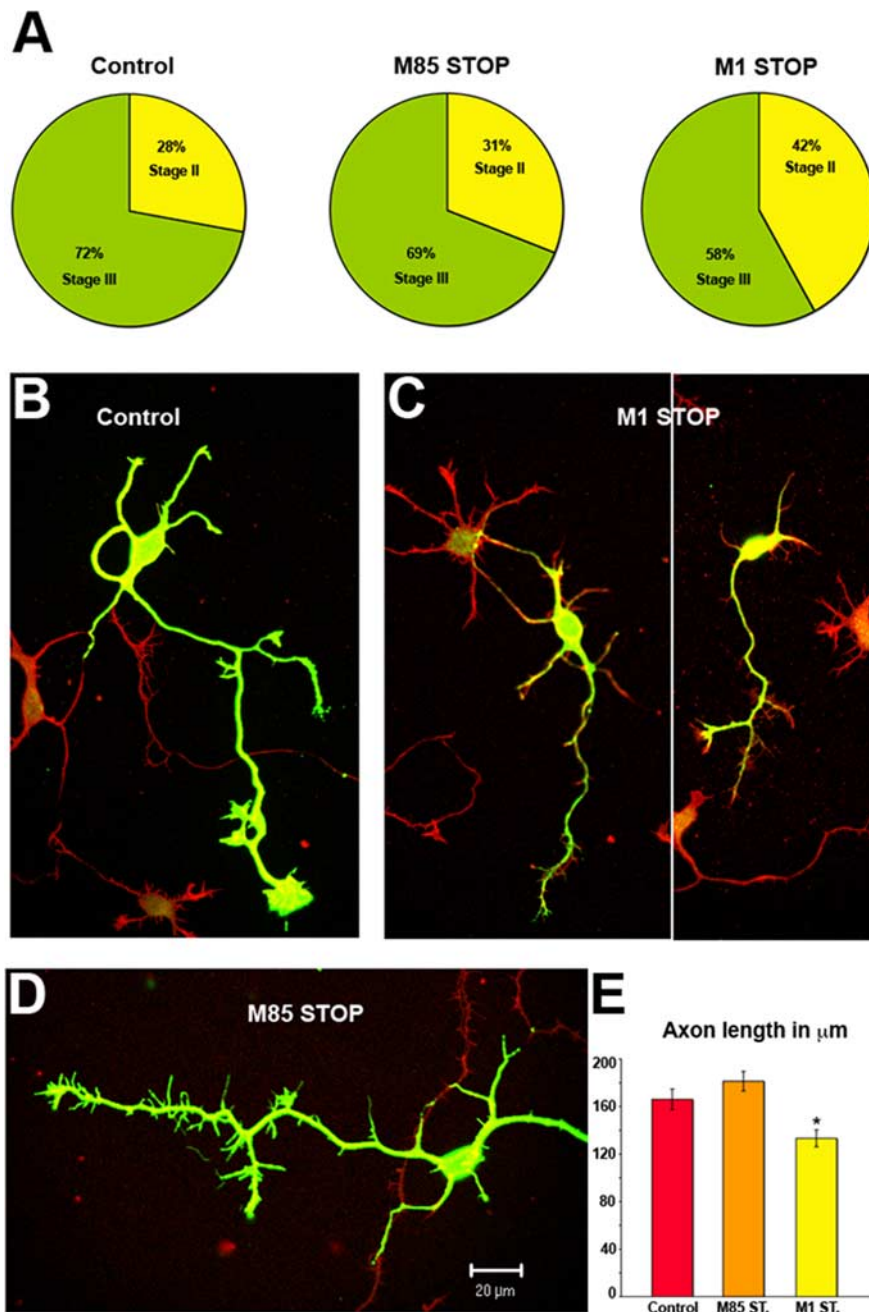 A
Control
M85 STOP
M1 STOP
28%
Stage II
72%
Stage III
31%
Stage II
69%
Stage III
42%
Stage II
58%
Stage III
B
Control
C
M1 STOP
D
M85 STOP
20 µm
E
Axon length in µm
200
160
120
80
40
0
*
Control M85 ST. M1 ST.